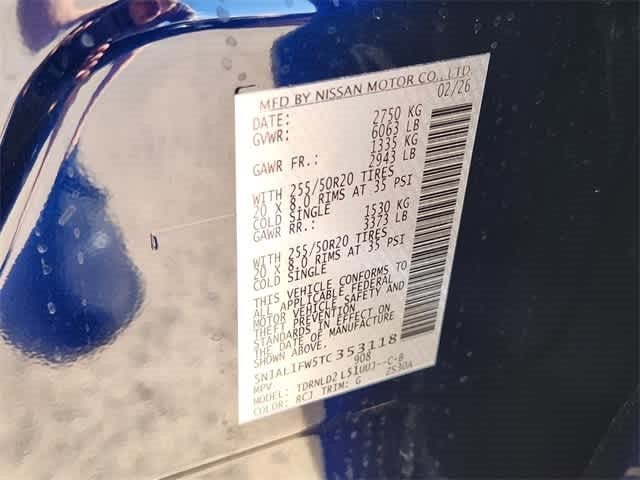 MFD BY NISSAN MOTOR CO., LTD.
DATE: 02/26
GVWR: 2750 KG
6063 LB
GAWR FR.: 1335 KG
2943 LB
WITH 255/50R20 TIRES
20 X 8.0 RIMS AT 35 PSI
COLD SINGLE
GAWR RR.: 1530 KG
3373 LB
WITH 255/50R20 TIRES
20 X 8.0 RIMS AT 35 PSI
COLD SINGLE
THIS VEHICLE CONFORMS TO
ALL APPLICABLE FEDERAL
MOTOR VEHICLE SAFETY AND
THEFT PREVENTION
STANDARDS IN EFFECT ON
THE DATE OF MANUFACTURE
5N1AL1FW5TC353118
MPV 908
MODEL: C-B
COLOR: RCJ TRIM: G 2S30A